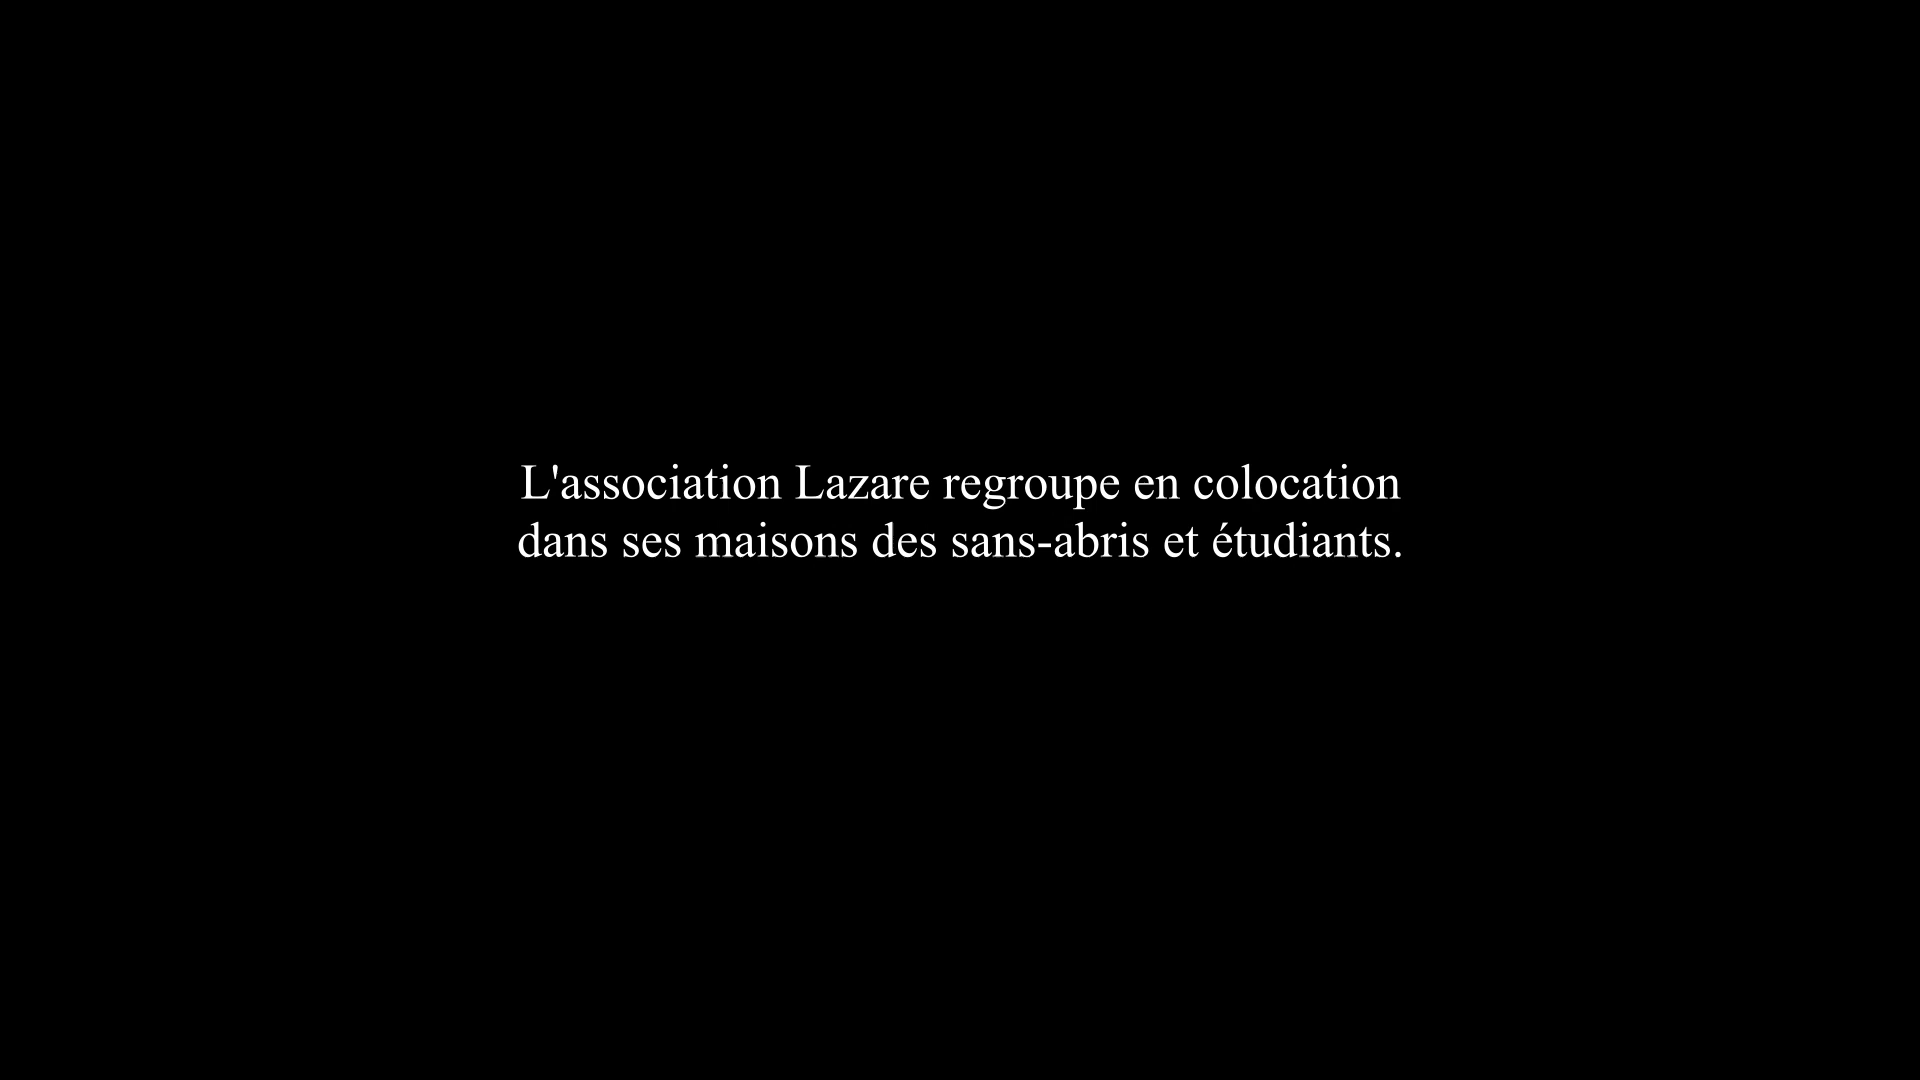 L'association Lazare regroupe en colocation
dans ses maisons des sans-abris et étudiants.